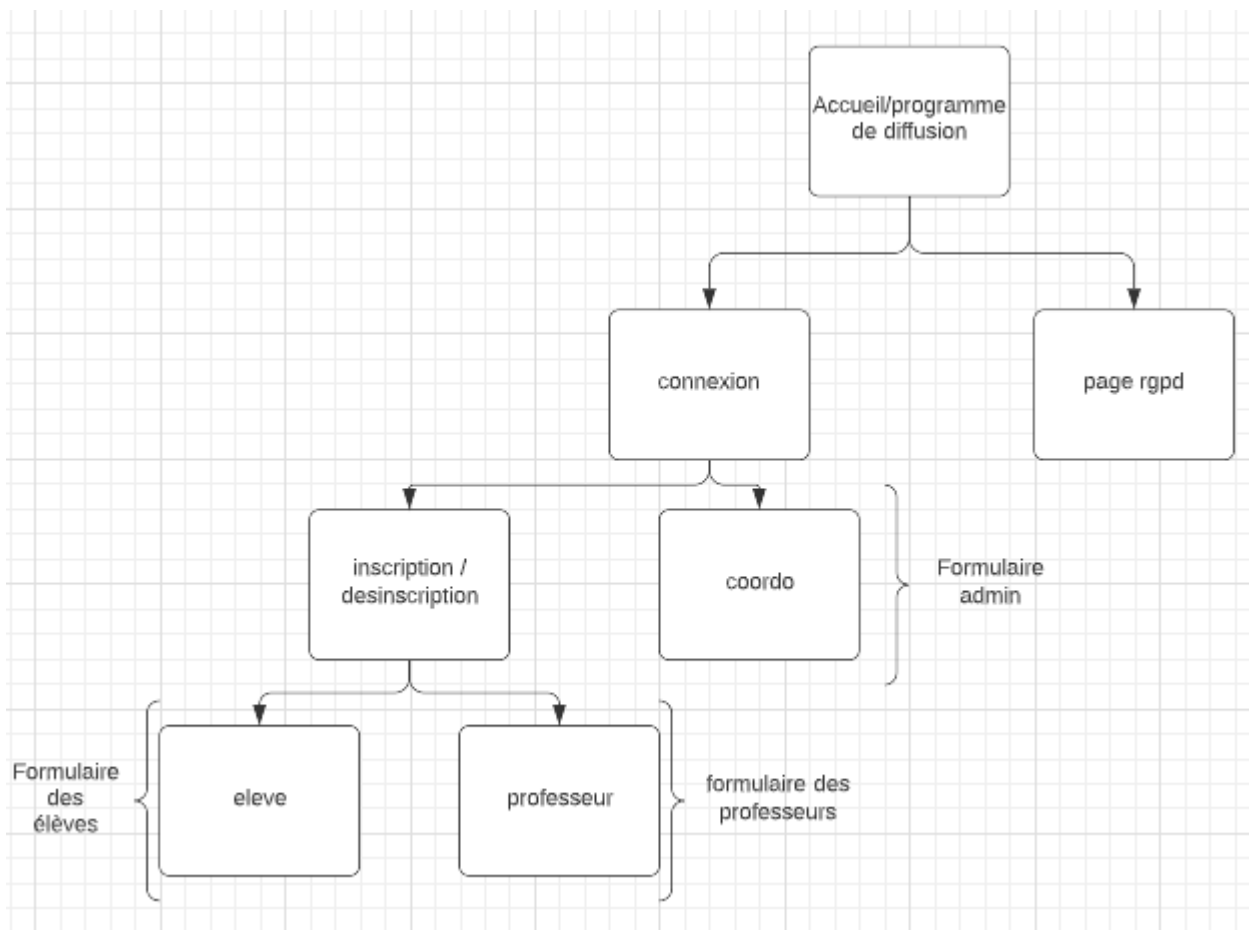 Accueil/programme
de diffusion
connexion
page rgpd
inscription /
desinscription
coordo
Formulaire
admin
Formulaire
des
élèves
eleve
professeur
formulaire des
professeurs